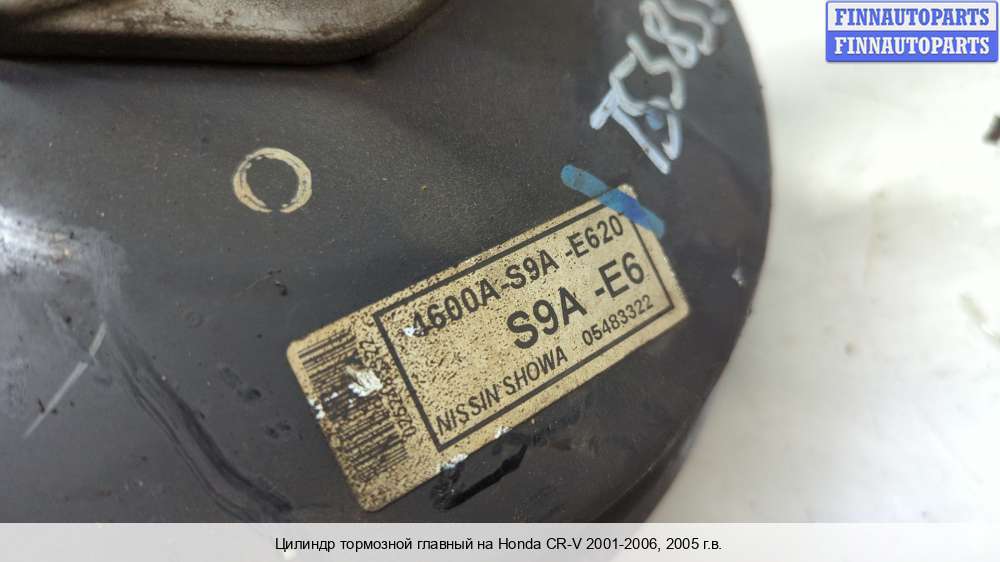 FINNAUTOPARTS
FINNAUTOPARTS
4600A-S9A -E620
S9A -E6
NISSIN SHOWA 05483322
Цилиндр тормозной главный на Honda CR-V 2001-2006, 2005 г.в.